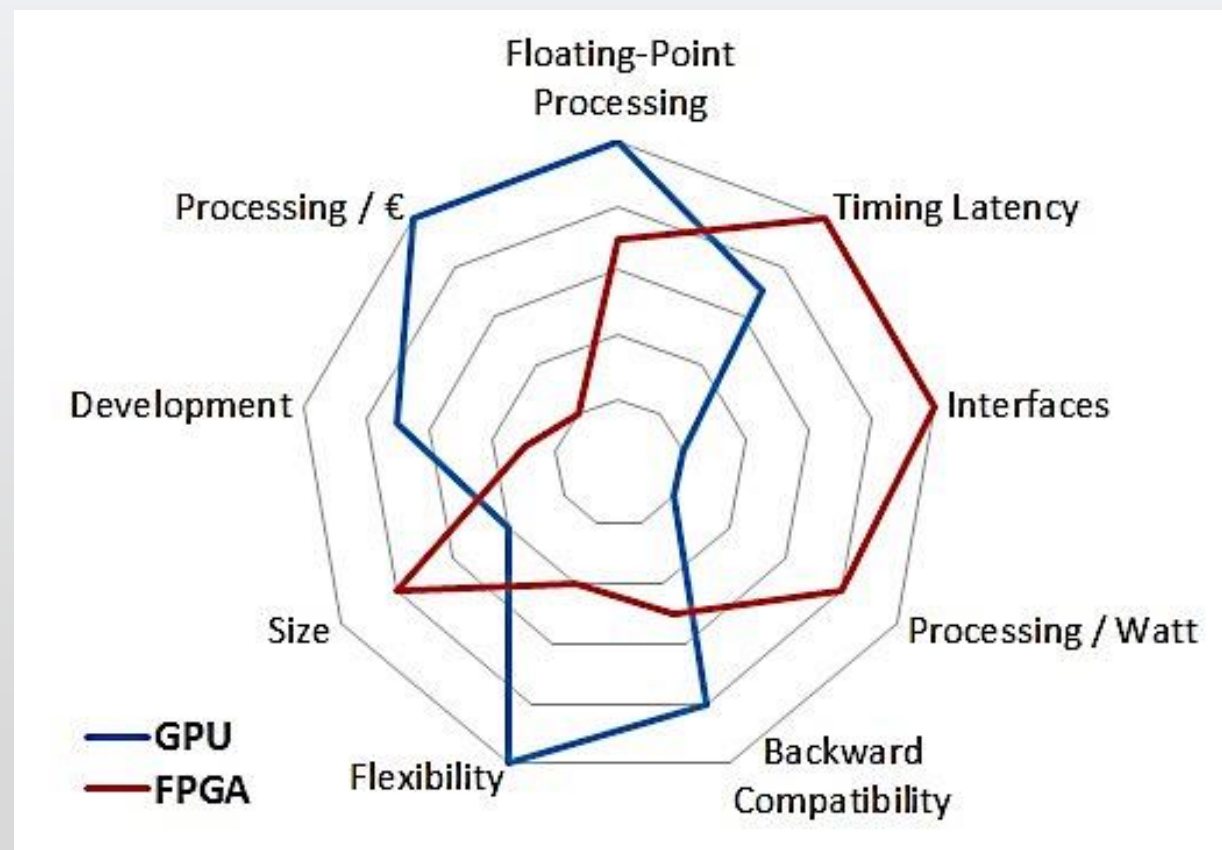 Floating-Point
Processing
Processing / €
Timing Latency
Development
Interfaces
Size
Processing / Watt
GPU
FPGA
Flexibility
Backward
Compatibility